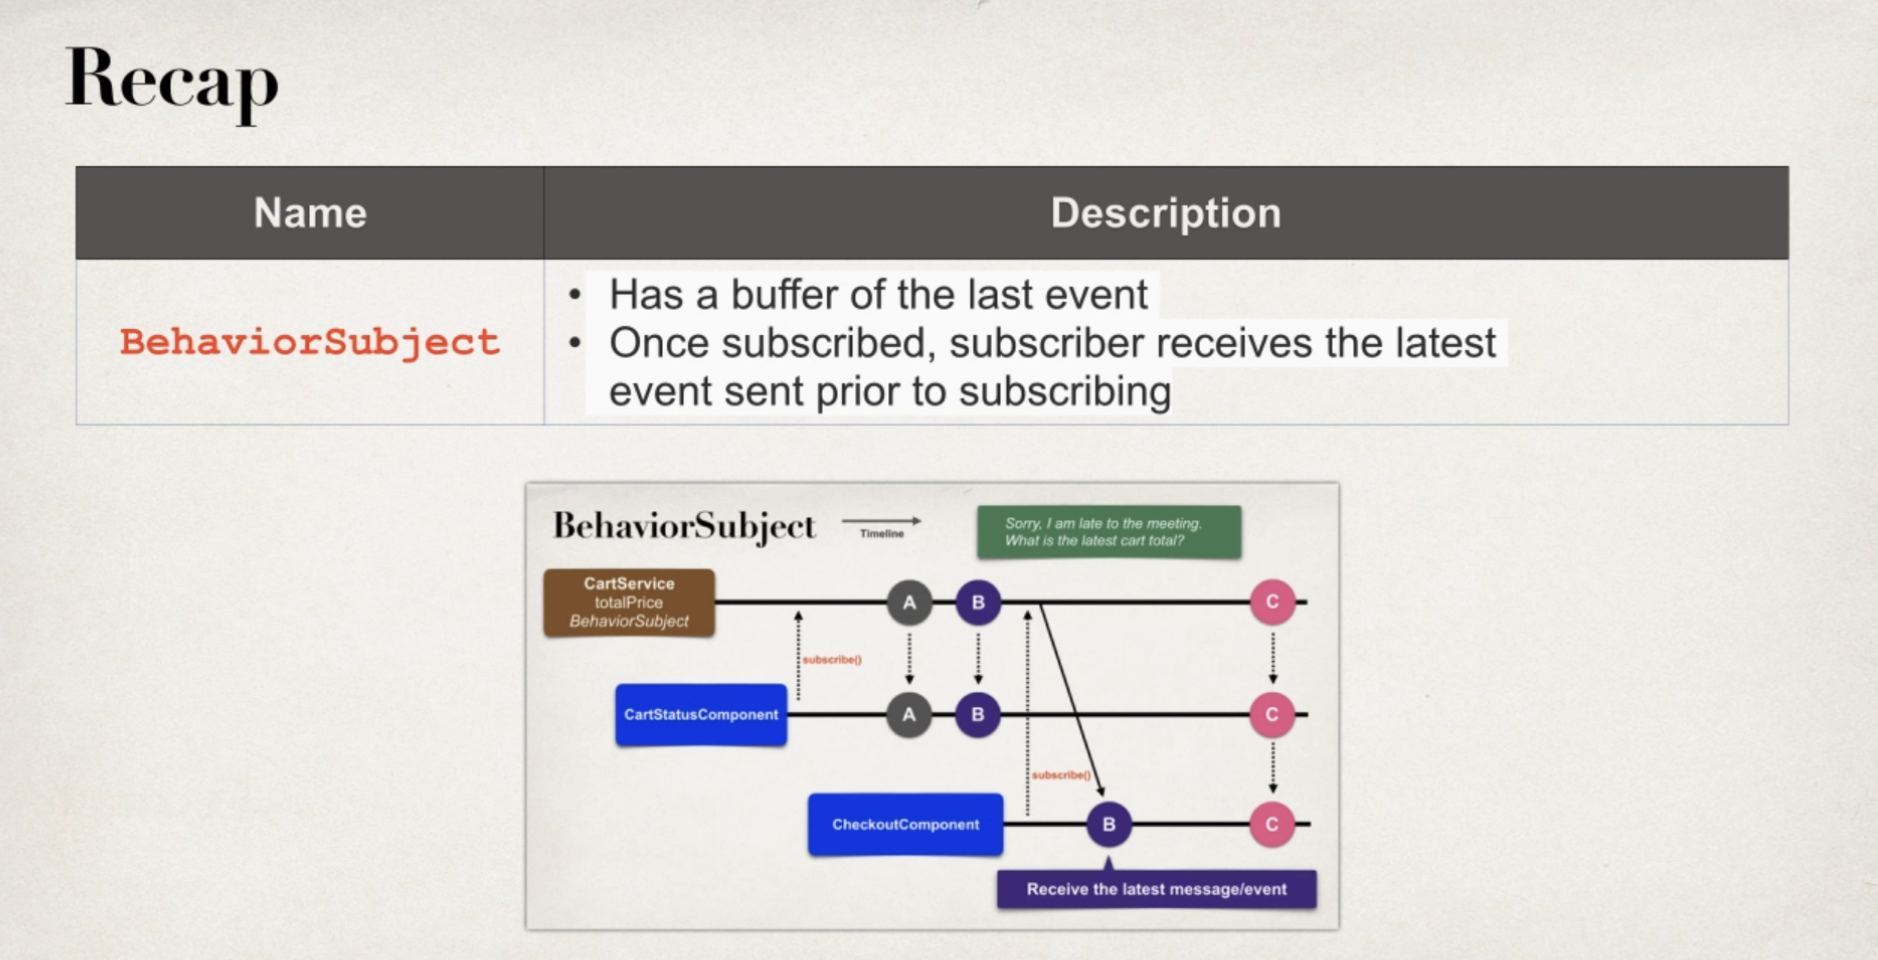 Recap
Name
Description
BehaviorSubject
• Has a buffer of the last event
• Once subscribed, subscriber receives the latest
event sent prior to subscribing
BehaviorSubject
Timeline
Sorry, I am late to the meeting.
What is the latest cart total?
CartService
totalPrice
BehaviorSubject
A
B
C
subscribe()
CartStatusComponent
A
B
C
subscribe()
CheckoutComponent
B
C
Receive the latest message/event